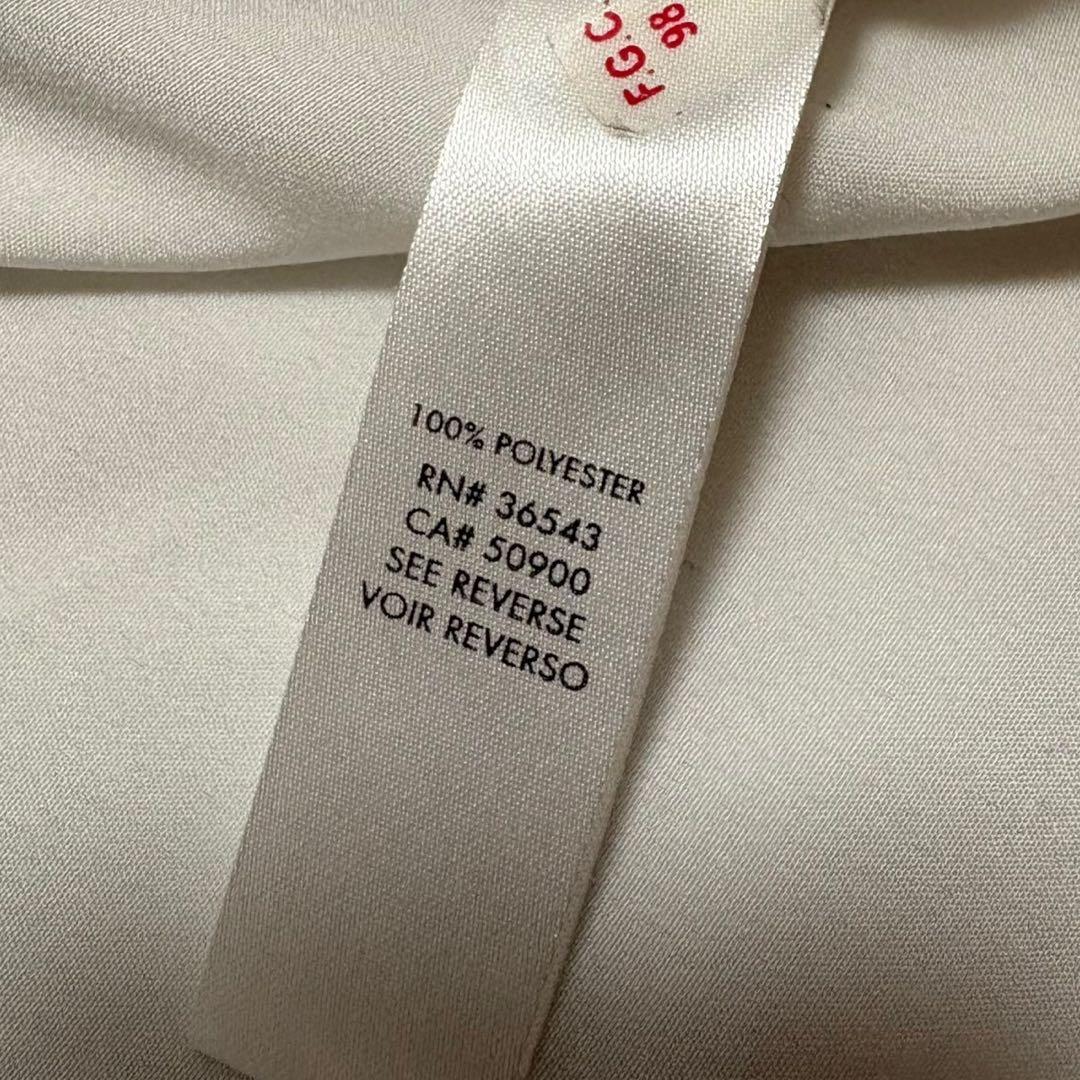 F.G.C.
98
100% POLYESTER
RN# 36543
CA# 50900
SEE REVERSE
VOIR REVERSO